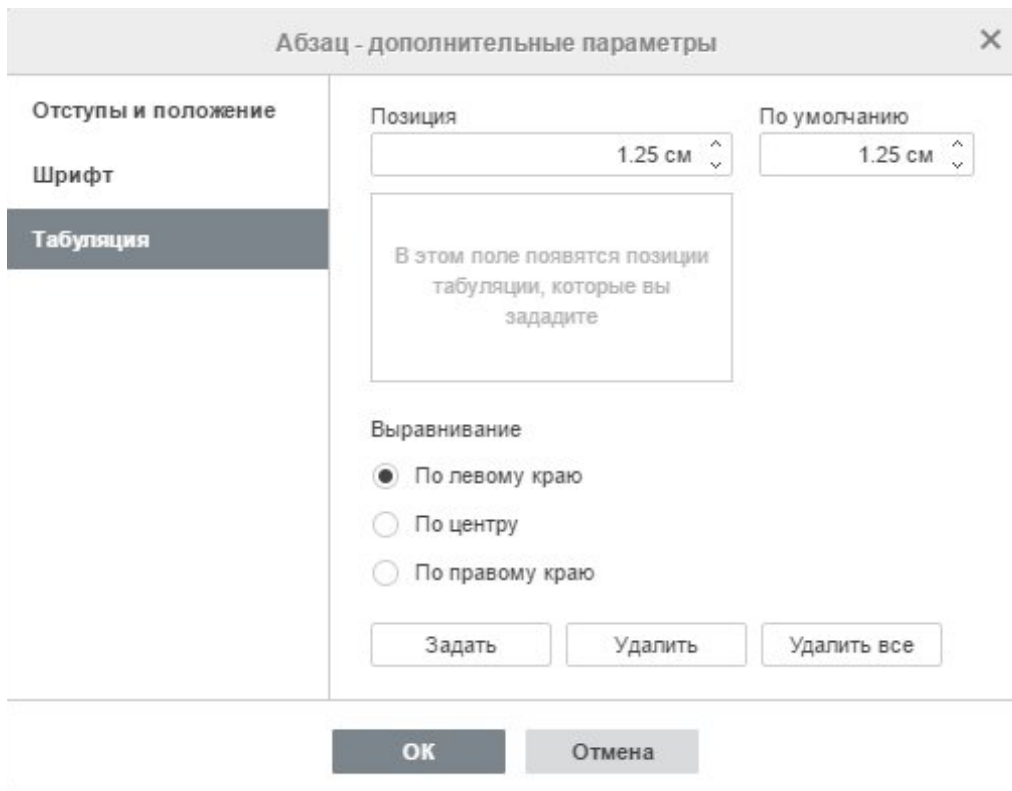 Абзац - дополнительные параметры
Отступы и положение
Шрифт
Табуляция
Позиция
По умолчанию
1.25 см
1.25 см
В этом поле появятся позиции
табуляции, которые вы
зададите
Выравнивание
По левому краю
По центру
По правому краю
Задать
Удалить
Удалить все
ОК
Отмена